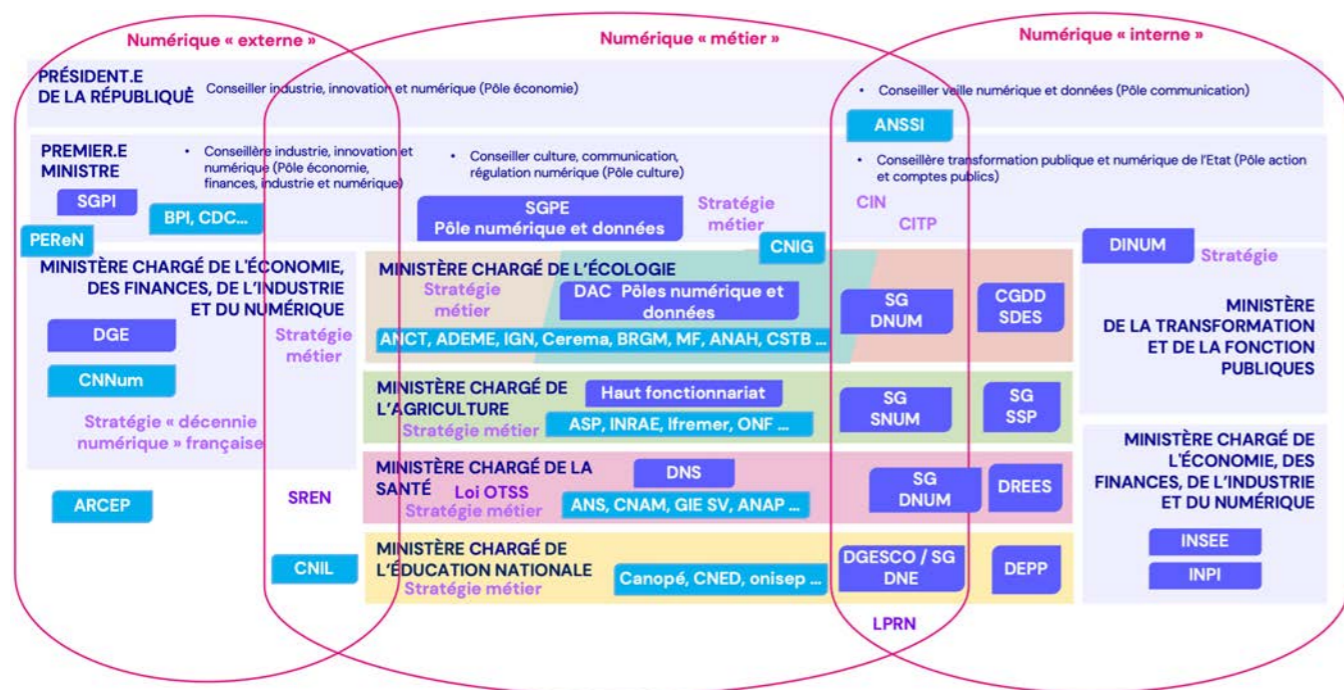 Numérique « externe »
Numérique « métier »
Numérique « interne »
PRÉSIDENT.E
DE LA RÉPUBLIQUE
• Conseiller industrie, innovation et numérique (Pôle économie)
• Conseiller veille numérique et données (Pôle communication)
ANSSI
PREMIER.E
MINISTRE
• Conseillère industrie, innovation et
numérique (Pôle économie,
finances, industrie et numérique)
• Conseiller culture, communication,
régulation numérique (Pôle culture)
• Conseillère transformation publique et numérique de l'Etat (Pôle action
et comptes publics)
SGPI
BPI, CDC...
SGPE
Pôle numérique et données
Stratégie
métier
CIN
CITP
PEReN
CNIG
DINUM
Stratégie
MINISTÈRE CHARGÉ DE L'ÉCONOMIE,
DES FINANCES, DE L'INDUSTRIE
ET DU NUMÉRIQUE
DGE
CNNum
Stratégie
métier
Stratégie « décennie
numérique » française
ARCEP
SREN
CNIL
MINISTÈRE CHARGÉ DE L'ÉCOLOGIE
Stratégie
métier
DAC Pôles numérique et
données
ANCT, ADEME, IGN, Cerema, BRGM, MF, ANAH, CSTB ...
SG
DNUM
CGDD
SDES
MINISTÈRE CHARGÉ DE
L'AGRICULTURE
Stratégie métier
Haut fonctionnariat
ASP, INRAE, Ifremer, ONF ...
SG
SNUM
SG
SSP
MINISTÈRE CHARGÉ DE LA
SANTÉ
Loi OTSS
Stratégie métier
DNS
ANS, CNAM, GIE SV, ANAP ...
SG
DNUM
DREES
MINISTÈRE CHARGÉ DE
L'ÉDUCATION NATIONALE
Stratégie métier
Canopé, CNED, onisep ...
DGESCO / SG
DNE
DEPP
LPRN
MINISTÈRE
DE LA TRANSFORMATION
ET DE LA FONCTION
PUBLIQUES
MINISTÈRE CHARGÉ DE
L'ÉCONOMIE, DES
FINANCES, DE L'INDUSTRIE
ET DU NUMÉRIQUE
INSEE
INPI